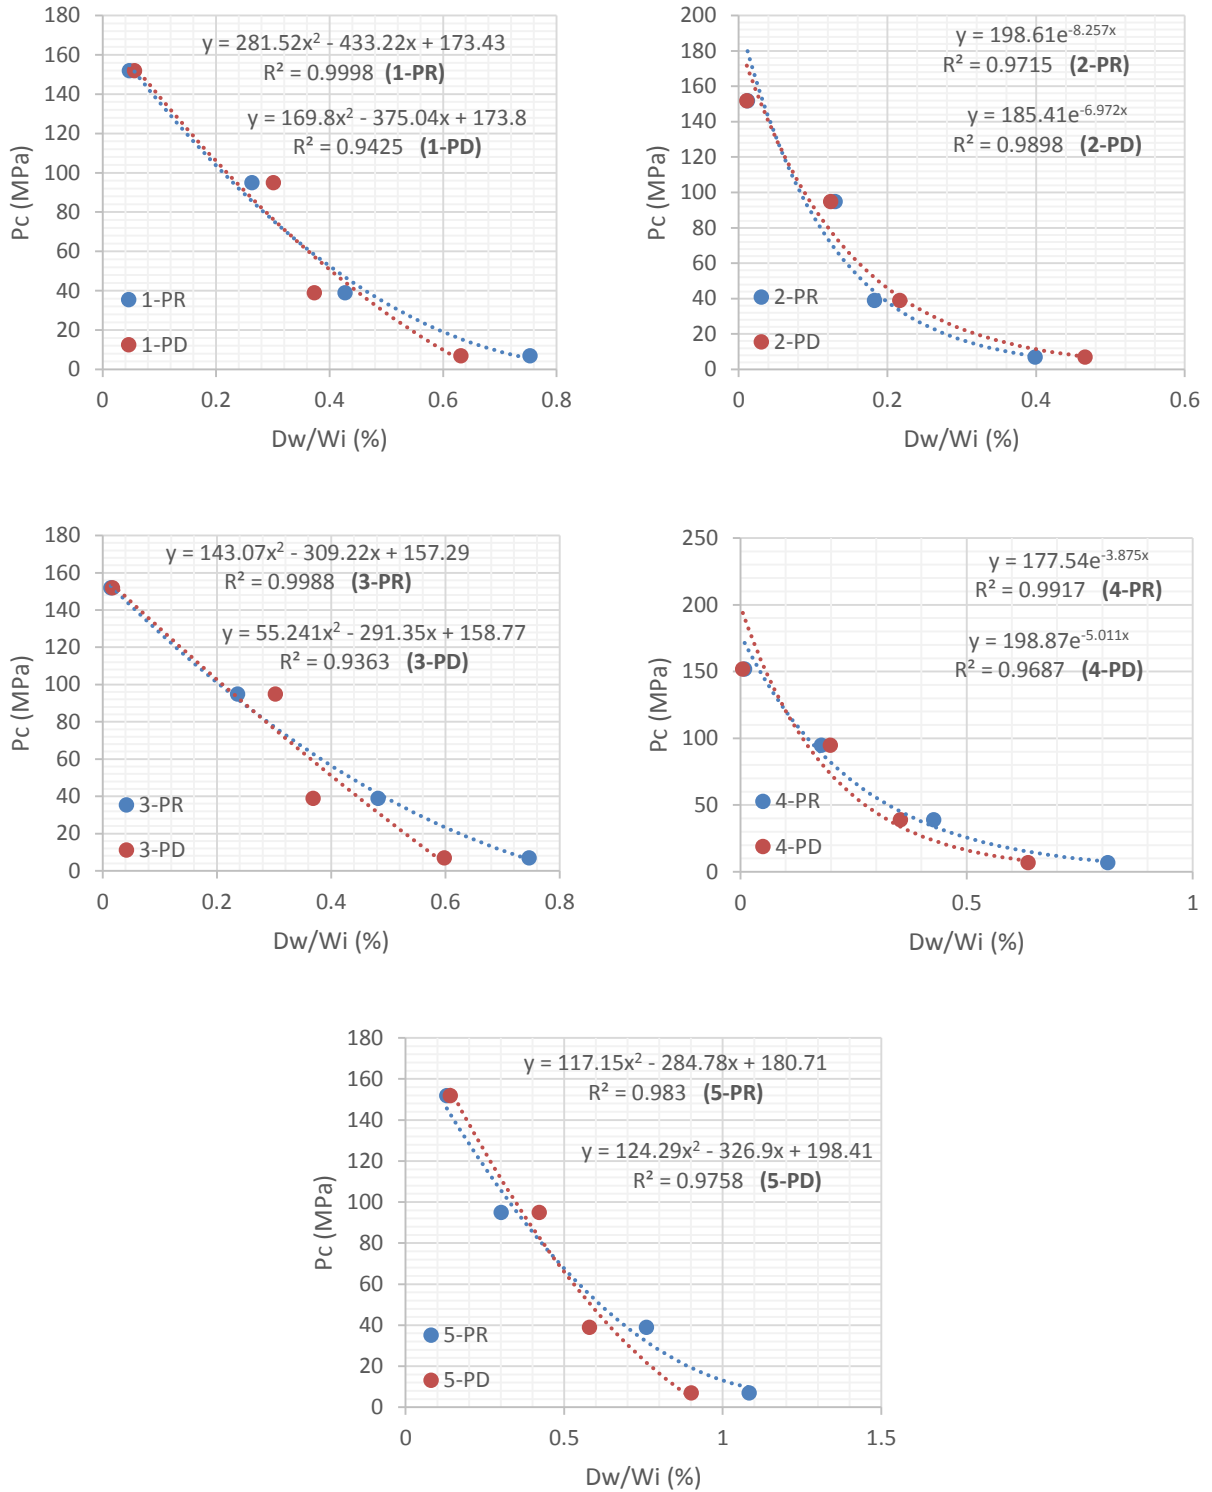 180
160
140
120
100
80
60
40
20
0
Pc (MPa)
y = 281.52x² - 433.22x + 173.43
R² = 0.9998 (1-PR)
y = 169.8x² - 375.04x + 173.8
R² = 0.9425 (1-PD)
1-PR
1-PD
0 0.2 0.4 0.6 0.8
Dw/Wi (%)
200
180
160
140
120
100
80
60
40
20
0
Pc (MPa)
y = 198.61e^-8.257x
R² = 0.9715 (2-PR)
y = 185.41e^-6.972x
R² = 0.9898 (2-PD)
2-PR
2-PD
0 0.2 0.4 0.6
Dw/Wi (%)
180
160
140
120
100
80
60
40
20
0
Pc (MPa)
y = 143.07x² - 309.22x + 157.29
R² = 0.9988 (3-PR)
y = 55.241x² - 291.35x + 158.77
R² = 0.9363 (3-PD)
3-PR
3-PD
0 0.2 0.4 0.6 0.8
Dw/Wi (%)
250
200
150
100
50
0
Pc (MPa)
y = 177.54e^-3.875x
R² = 0.9917 (4-PR)
y = 198.87e^-5.011x
R² = 0.9687 (4-PD)
4-PR
4-PD
0 0.5 1
Dw/Wi (%)
180
160
140
120
100
80
60
40
20
0
Pc (MPa)
y = 117.15x² - 284.78x + 180.71
R² = 0.983 (5-PR)
y = 124.29x² - 326.9x + 198.41
R² = 0.9758 (5-PD)
5-PR
5-PD
0 0.5 1 1.5
Dw/Wi (%)